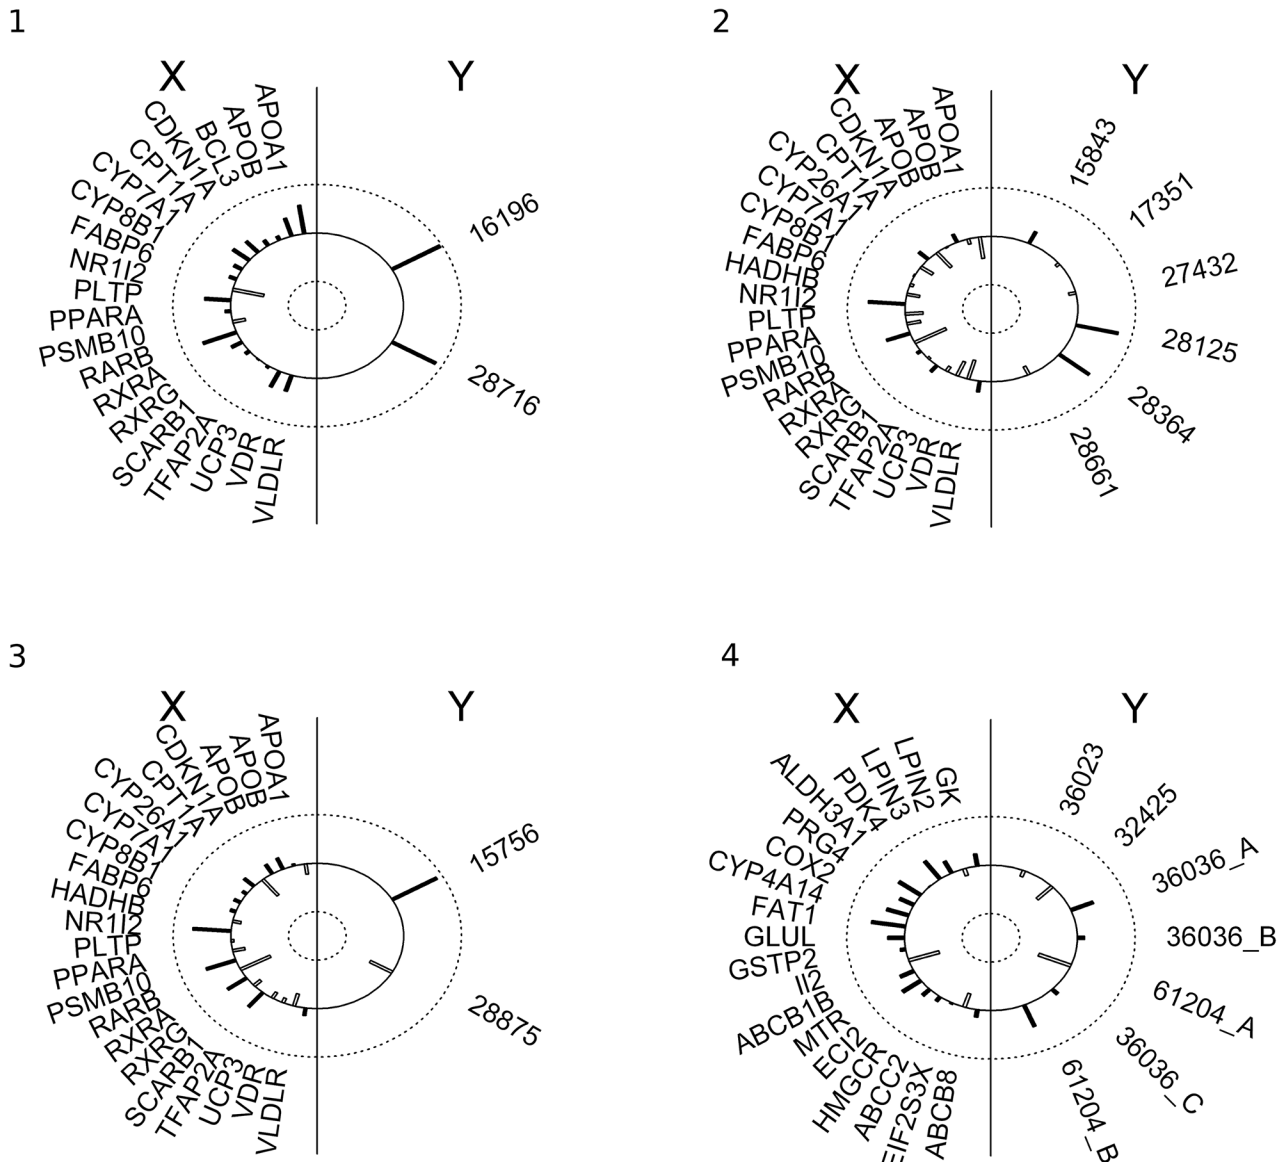 1
X
Y
APOA1
APOB
BCL3
CDKN1A
CPT1A
CYP7A1
CYP8B1
FABP6
NR1I2
PLTP
PPARA
PSMB10
RARB
RXRA
RXRG
SCARB1
TFAP2A
UCP3
VDR
VLDLR
16196
28716
2
X
Y
APOA1
APOB
APOB
CDKN1A
CPT1A
CYP26A1
CYP7A1
CYP8B1
FABP6
HADHB
NR1I2
PLTP
PPARA
PSMB10
RARB
RXRA
RXRG
SCARB1
TFAP2A
UCP3
VDR
VLDLR
15843
17351
27432
28125
28364
28661
3
X
Y
APOA1
APOB
APOB
CDKN1A
CPT1A
CYP26A1
CYP7A1
CYP8B1
FABP6
HADHB
NR1I2
PLTP
PPARA
PSMB10
RARB
RXRA
RXRG
SCARB1
TFAP2A
UCP3
VDR
VLDLR
15756
28875
4
X
Y
GK
LPIN2
LPIN3
PDK4
ALDH3A1
PRG4
COX2
CYP4A14
FAT1
GLUL
GSTP2
Il2
ABCB1B
MTR
ECI2
HMGCR
ABCC2
EIF2S3X
ABCB8
36023
32425
36036_A
36036_B
61204_A
36036_C
61204_B